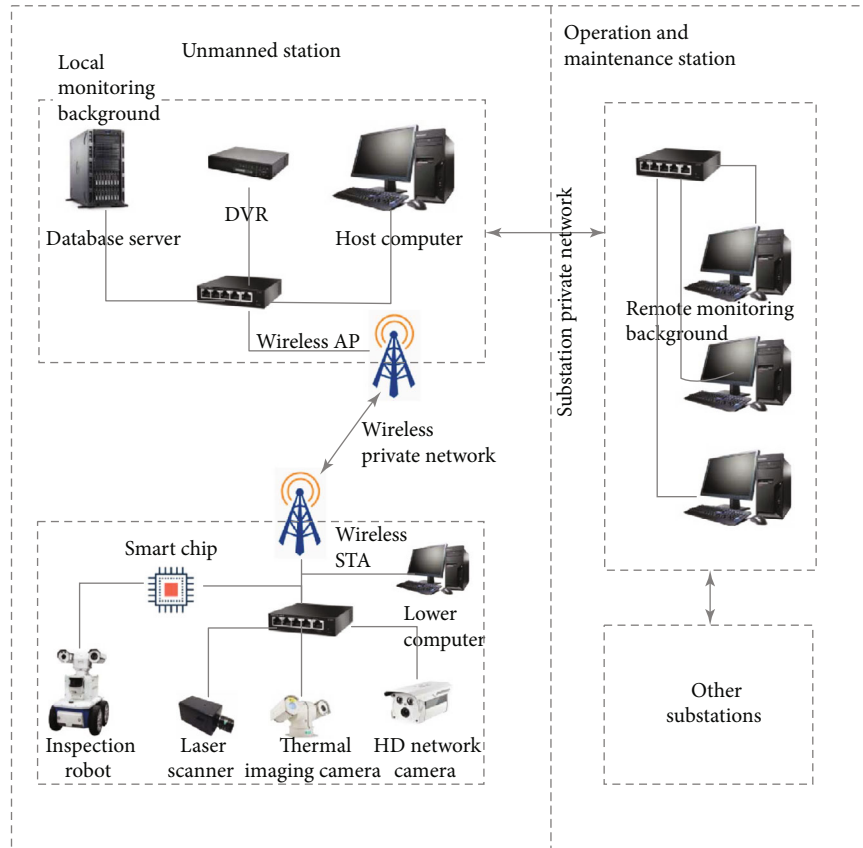 Unmanned station
Operation and
maintenance station
Local
monitoring
background
Database server
DVR
Host computer
Wireless AP
Wireless
private network
Substation private network
Remote monitoring
background
Smart chip
Wireless
STA
Lower
computer
Inspection
robot
Laser
scanner
Thermal
imaging camera
HD network
camera
Other
substations